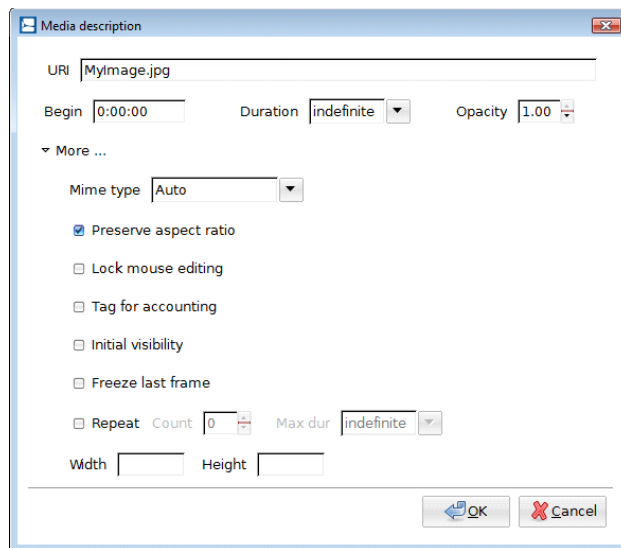 Media description
URI MyImage.jpg
Begin 0:00:00 Duration indefinite Opacity 1.00
More ...
Mime type Auto
Preserve aspect ratio
Lock mouse editing
Tag for accounting
Initial visibility
Freeze last frame
Repeat Count 0 Max dur indefinite
Width Height
OK Cancel